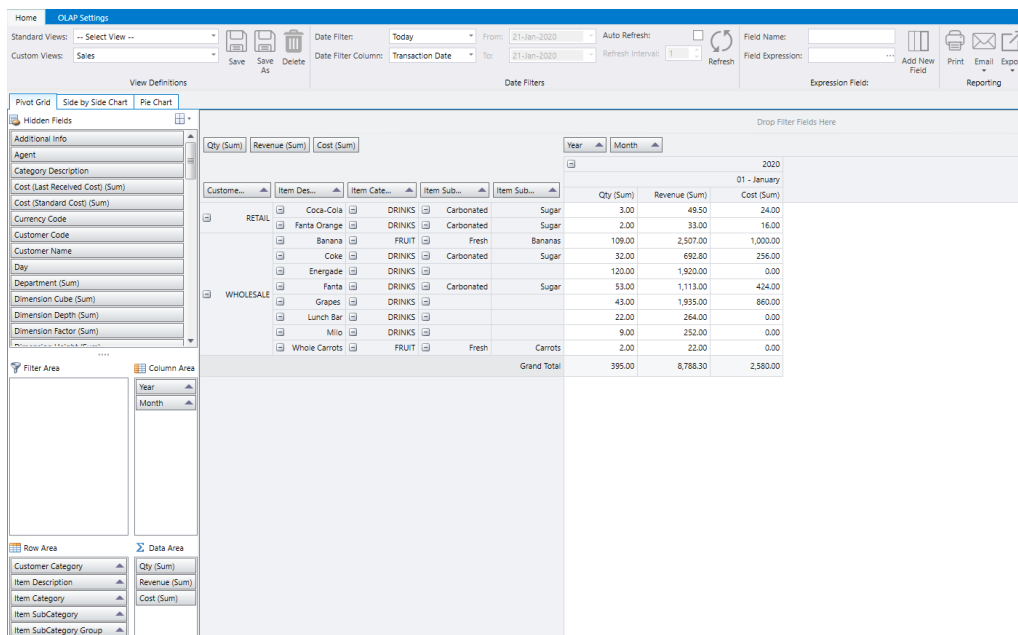 Home OLAP Settings
Standard Views: -- Select View -- Date Filter: Today From: 21-Jan-2020 Auto Refresh: Field Name:
Custom Views: Sales Save Save As Delete Date Filter Column: Transaction Date To: 21-Jan-2020 Refresh Interval: 1 Refresh Field Expression: ... Add New Field Print Email Expo
View Definitions Date Filters Expression Field: Reporting
Pivot Grid Side by Side Chart Pie Chart
Hidden Fields
Drop Filter Fields Here
Additional Info
Agent
Category Description
Cost (Last Received Cost) (Sum)
Cost (Standard Cost) (Sum)
Currency Code
Customer Code
Customer Name
Day
Department (Sum)
Dimension Cube (Sum)
Dimension Depth (Sum)
Dimension Factor (Sum)
Dimension Height (Sum)
Filter Area Column Area
Year
Month
Row Area Data Area
Customer Category Qty (Sum)
Item Description Revenue (Sum)
Item Category Cost (Sum)
Item SubCategory
Item SubCategory Group
Qty (Sum) Revenue (Sum) Cost (Sum) Year Month
2020
01 - January
Custome... Item Des... Item Cate... Item Sub... Item Sub... Qty (Sum) Revenue (Sum) Cost (Sum)
RETAIL Coca-Cola DRINKS Carbonated Sugar 3.00 49.50 24.00
Fanta Orange DRINKS Carbonated Sugar 2.00 33.00 16.00
WHOLESALE Banana FRUIT Fresh Bananas 109.00 2,507.00 1,000.00
Coke DRINKS Carbonated Sugar 32.00 692.80 256.00
Energade DRINKS 120.00 1,920.00 0.00
Fanta DRINKS Carbonated Sugar 53.00 1,113.00 424.00
Grapes DRINKS 43.00 1,935.00 860.00
Lunch Bar DRINKS 22.00 264.00 0.00
Milo DRINKS 9.00 252.00 0.00
Whole Carrots FRUIT Fresh Carrots 2.00 22.00 0.00
Grand Total 395.00 8,788.30 2,580.00